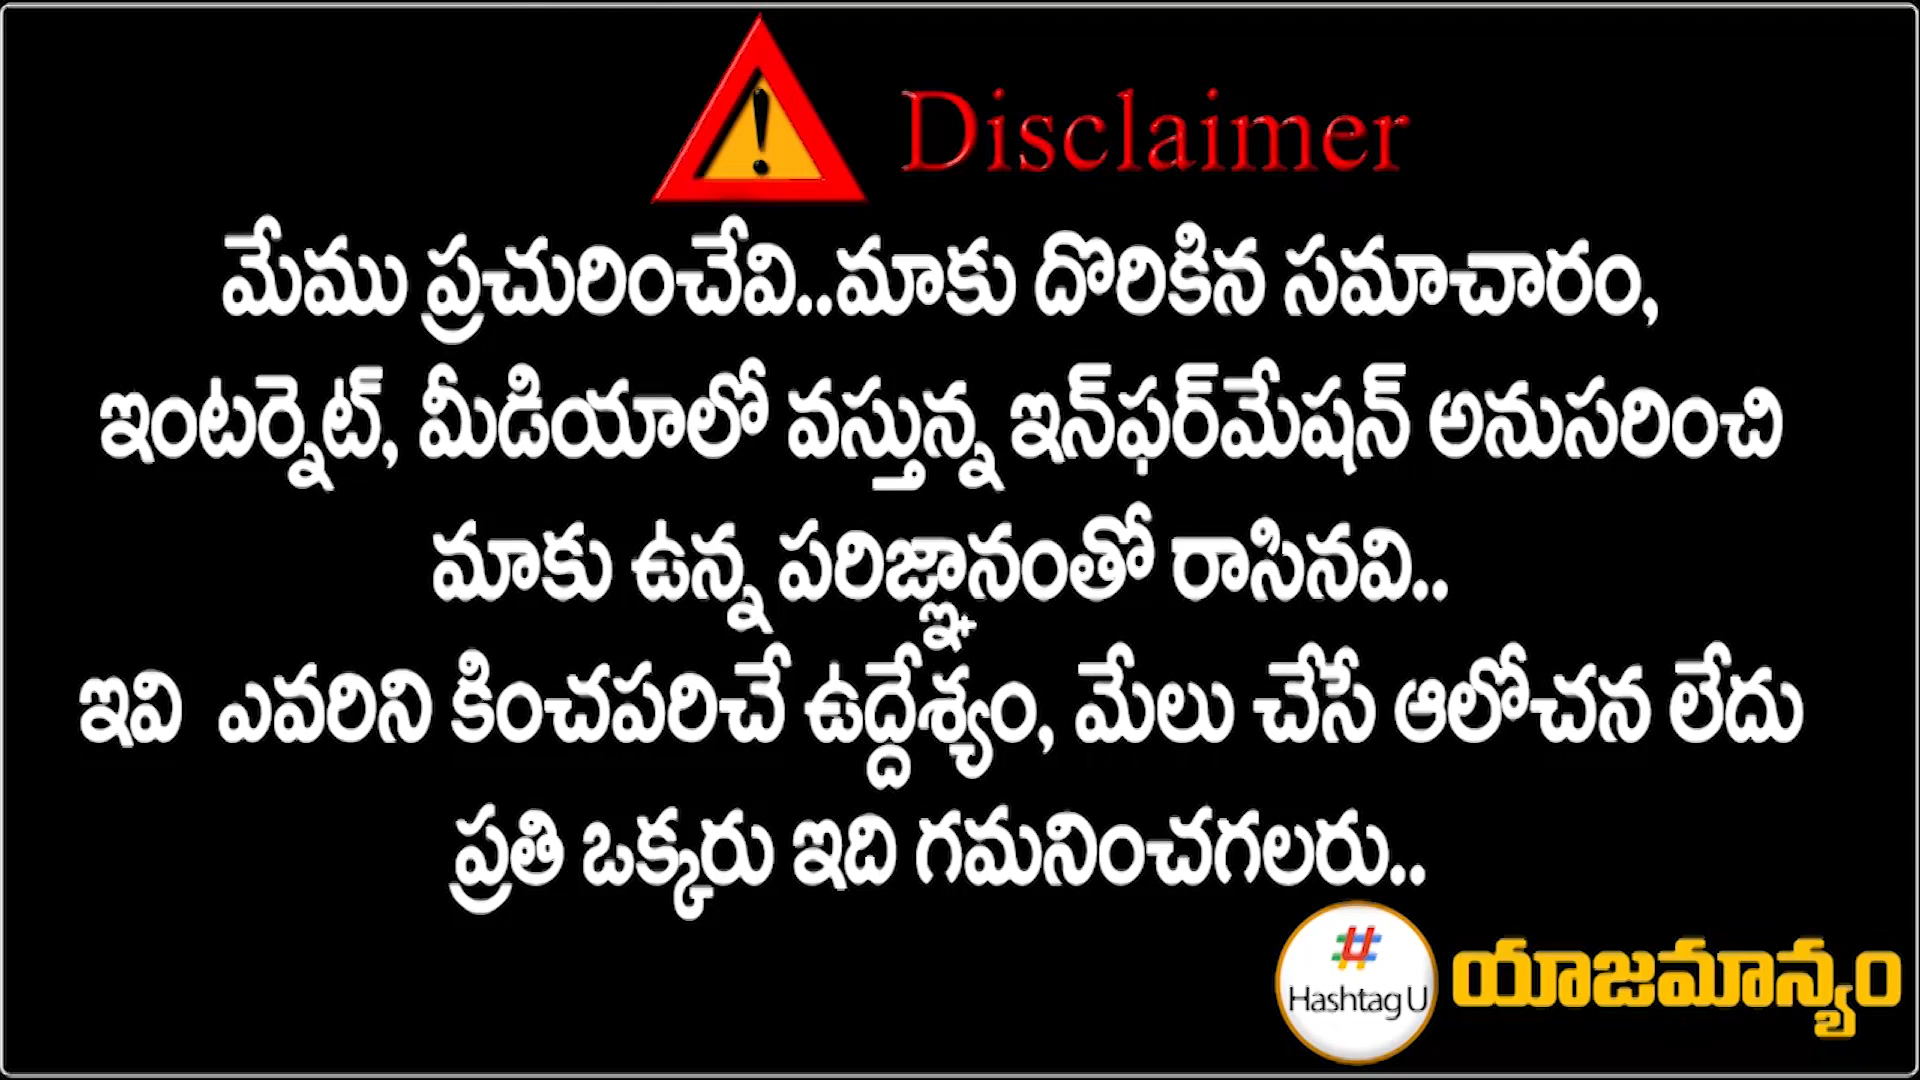 Disclaimer
మేము ప్రచురించేవి..మాకు దొరికిన సమాచారం,
ఇంటర్నెట్, మీడియాలో వస్తున్న ఇన్‌ఫర్‌మేషన్ అనుసరించి
మాకు ఉన్న పరిజ్ఞానంతో రాసినవి..
ఇవి ఎవరిని కించపరిచే ఉద్దేశ్యం, మేలు చేసే ఆలోచన లేదు
ప్రతి ఒక్కరు ఇది గమనించగలరు..
Hashtag U
యాజమాన్యం